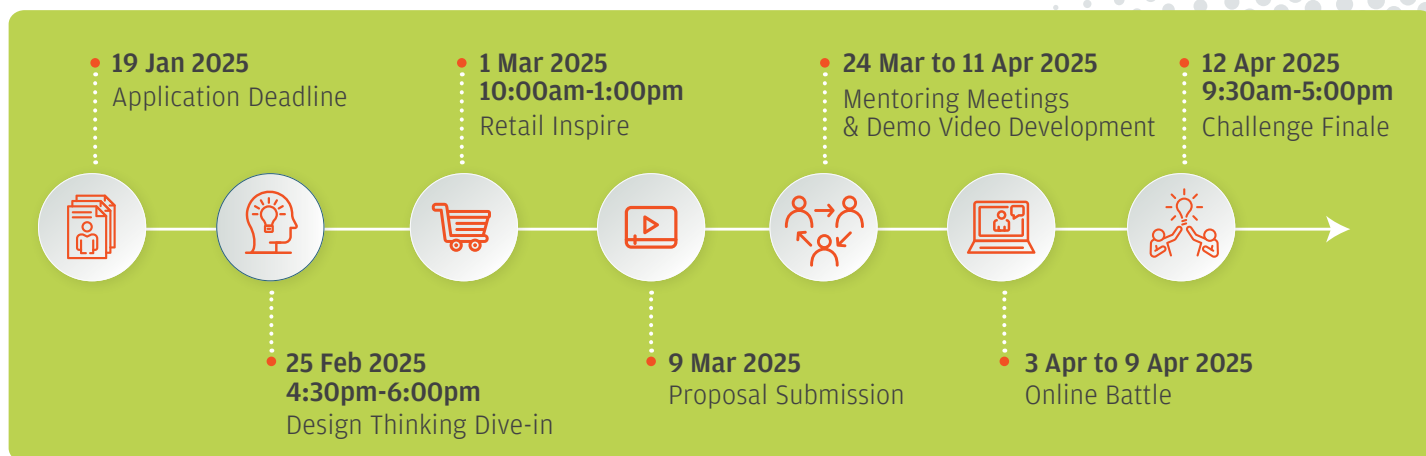 19 Jan 2025
Application Deadline
25 Feb 2025
4:30pm-6:00pm
Design Thinking Dive-in
1 Mar 2025
10:00am-1:00pm
Retail Inspire
9 Mar 2025
Proposal Submission
24 Mar to 11 Apr 2025
Mentoring Meetings
& Demo Video Development
3 Apr to 9 Apr 2025
Online Battle
12 Apr 2025
9:30am-5:00pm
Challenge Finale